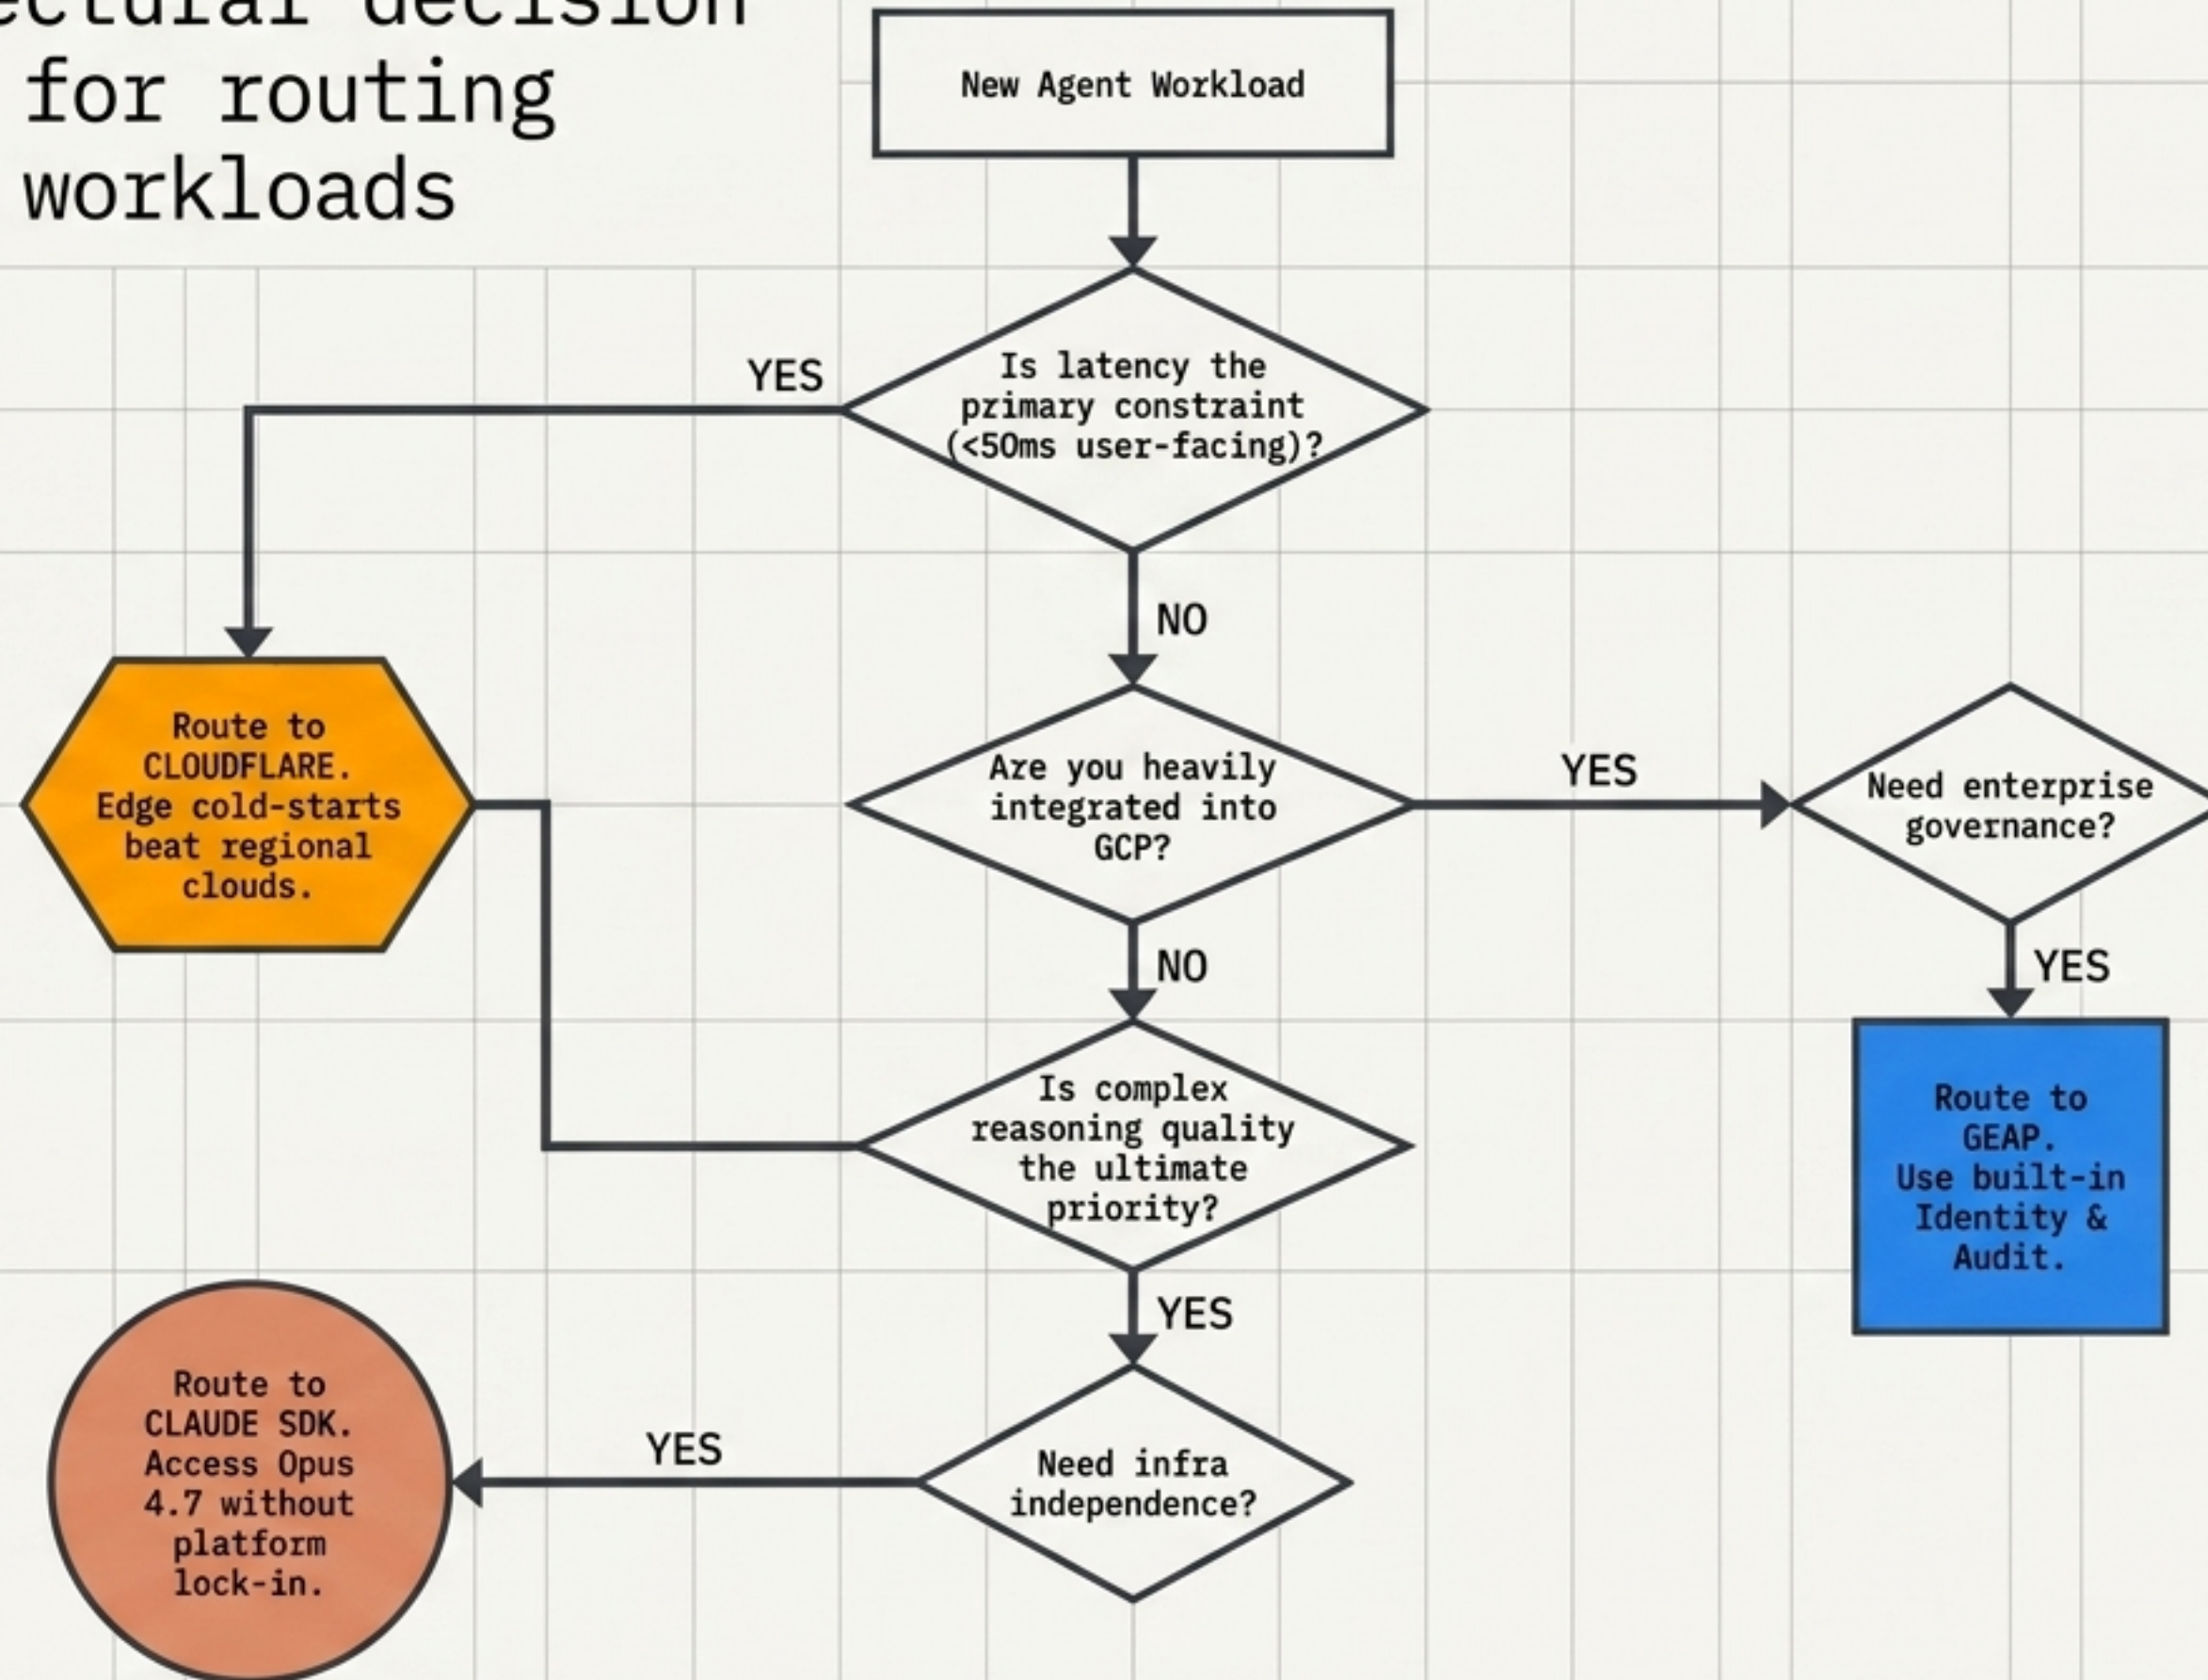 for routing
workloads
New Agent Workload
Is latency the
primary constraint
(<50ms user-facing)?
YES
NO
Route to
CLOUDFLARE.
Edge cold-starts
beat regional
clouds.
Are you heavily
integrated into
GCP?
YES
Need enterprise
governance?
NO
YES
Is complex
reasoning quality
the ultimate
priority?
Route to
GEAP.
Use built-in
Identity &
Audit.
YES
Need infra
independence?
YES
Route to
CLAUDE SDK.
Access Opus
4.7 without
platform
lock-in.